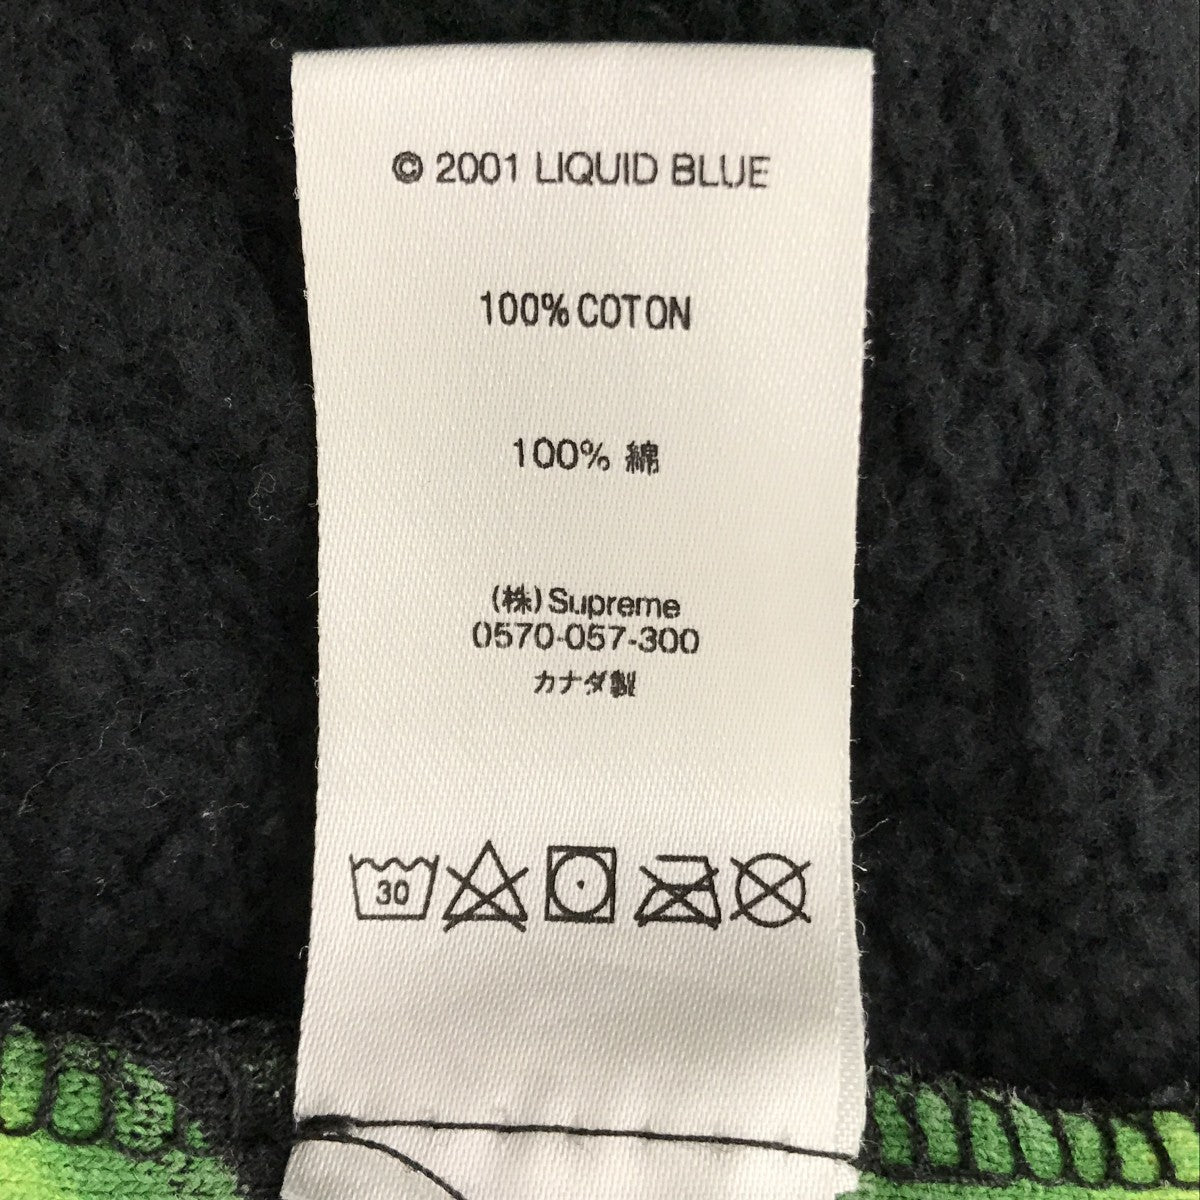 © 2001 LIQUID BLUE
100% COTON
100% 綿
(株) Supreme
0570-057-300
カナダ製
30